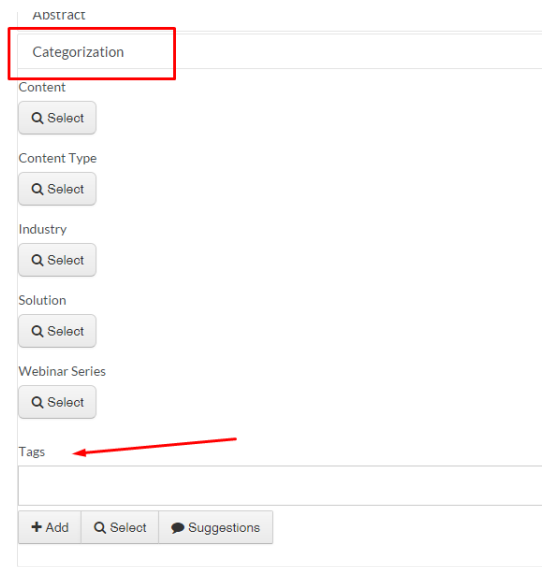 Abstract
Categorization
Content
Select
Content Type
Select
Industry
Select
Solution
Select
Webinar Series
Select
Tags
Add Select Suggestions